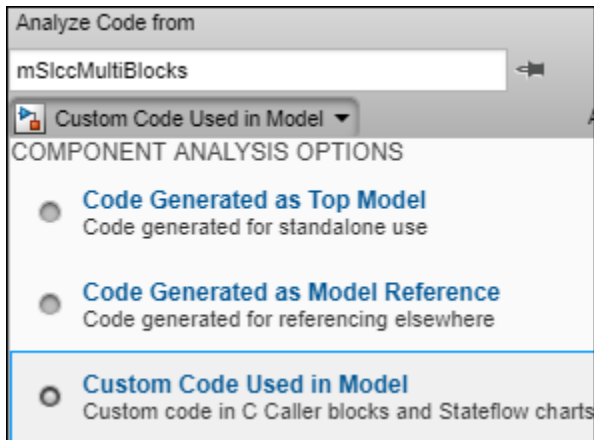 Analyze Code from
mSlccMultiBlocks
Custom Code Used in Model
COMPONENT ANALYSIS OPTIONS
Code Generated as Top Model
Code generated for standalone use
Code Generated as Model Reference
Code generated for referencing elsewhere
Custom Code Used in Model
Custom code in C Caller blocks and Stateflow charts